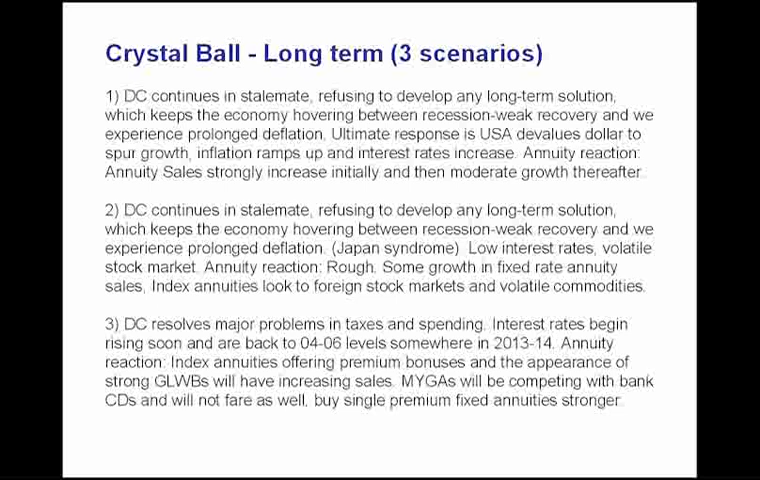 Crystal Ball - Long term (3 scenarios)
1) DC continues in stalemate, refusing to develop any long-term solution,
which keeps the economy hovering between recession-weak recovery and we
experience prolonged deflation. Ultimate response is USA devalues dollar to
spur growth, inflation ramps up and interest rates increase. Annuity reaction:
Annuity Sales strongly increase initially and then moderate growth thereafter.
2) DC continues in stalemate, refusing to develop any long-term solution,
which keeps the economy hovering between recession-weak recovery and we
experience prolonged deflation. (Japan syndrome) Low interest rates, volatile
stock market. Annuity reaction: Rough. Some growth in fixed rate annuity
sales, Index annuities look to foreign stock markets and volatile commodities.
3) DC resolves major problems in taxes and spending. Interest rates begin
rising soon and are back to 04-06 levels somewhere in 2013-14. Annuity
reaction: Index annuities offering premium bonuses and the appearance of
strong GLWBs will have increasing sales. MYGAs will be competing with bank
CDs and will not fare as well, buy single premium fixed annuities stronger.